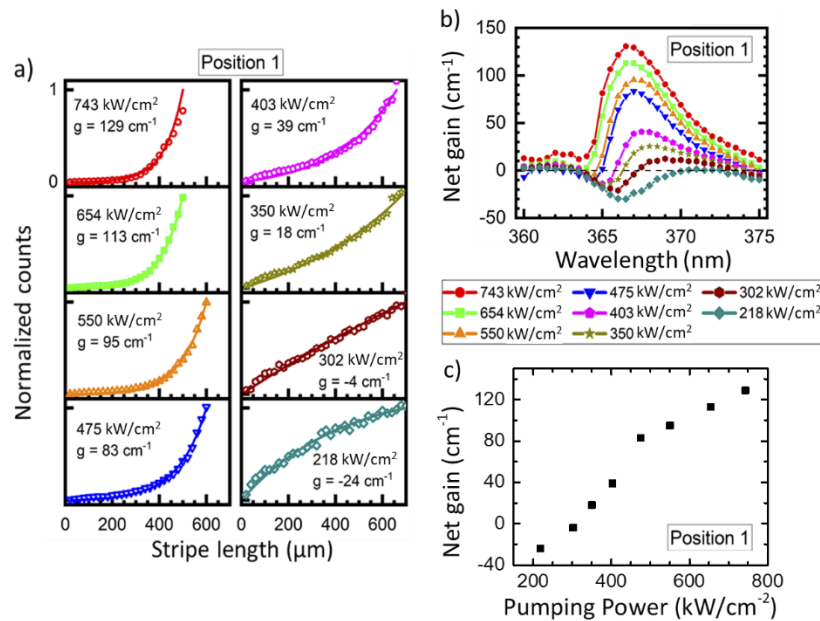 a)
Position 1
Normalized counts
1
0
743 kW/cm²
g = 129 cm⁻¹
403 kW/cm²
g = 39 cm⁻¹
654 kW/cm²
g = 113 cm⁻¹
350 kW/cm²
g = 18 cm⁻¹
550 kW/cm²
g = 95 cm⁻¹
302 kW/cm²
g = -4 cm⁻¹
475 kW/cm²
g = 83 cm⁻¹
218 kW/cm²
g = -24 cm⁻¹
0 200 400 600 0 200 400 600
Stripe length (µm)
b)
Position 1
Net gain (cm⁻¹)
150
100
50
0
-50
360 365 370 375
Wavelength (nm)
743 kW/cm² 475 kW/cm² 302 kW/cm²
654 kW/cm² 403 kW/cm² 218 kW/cm²
550 kW/cm² 350 kW/cm²
c)
Net gain (cm⁻¹)
120
80
40
0
-40
Position 1
200 400 600 800
Pumping Power (kW/cm⁻²)